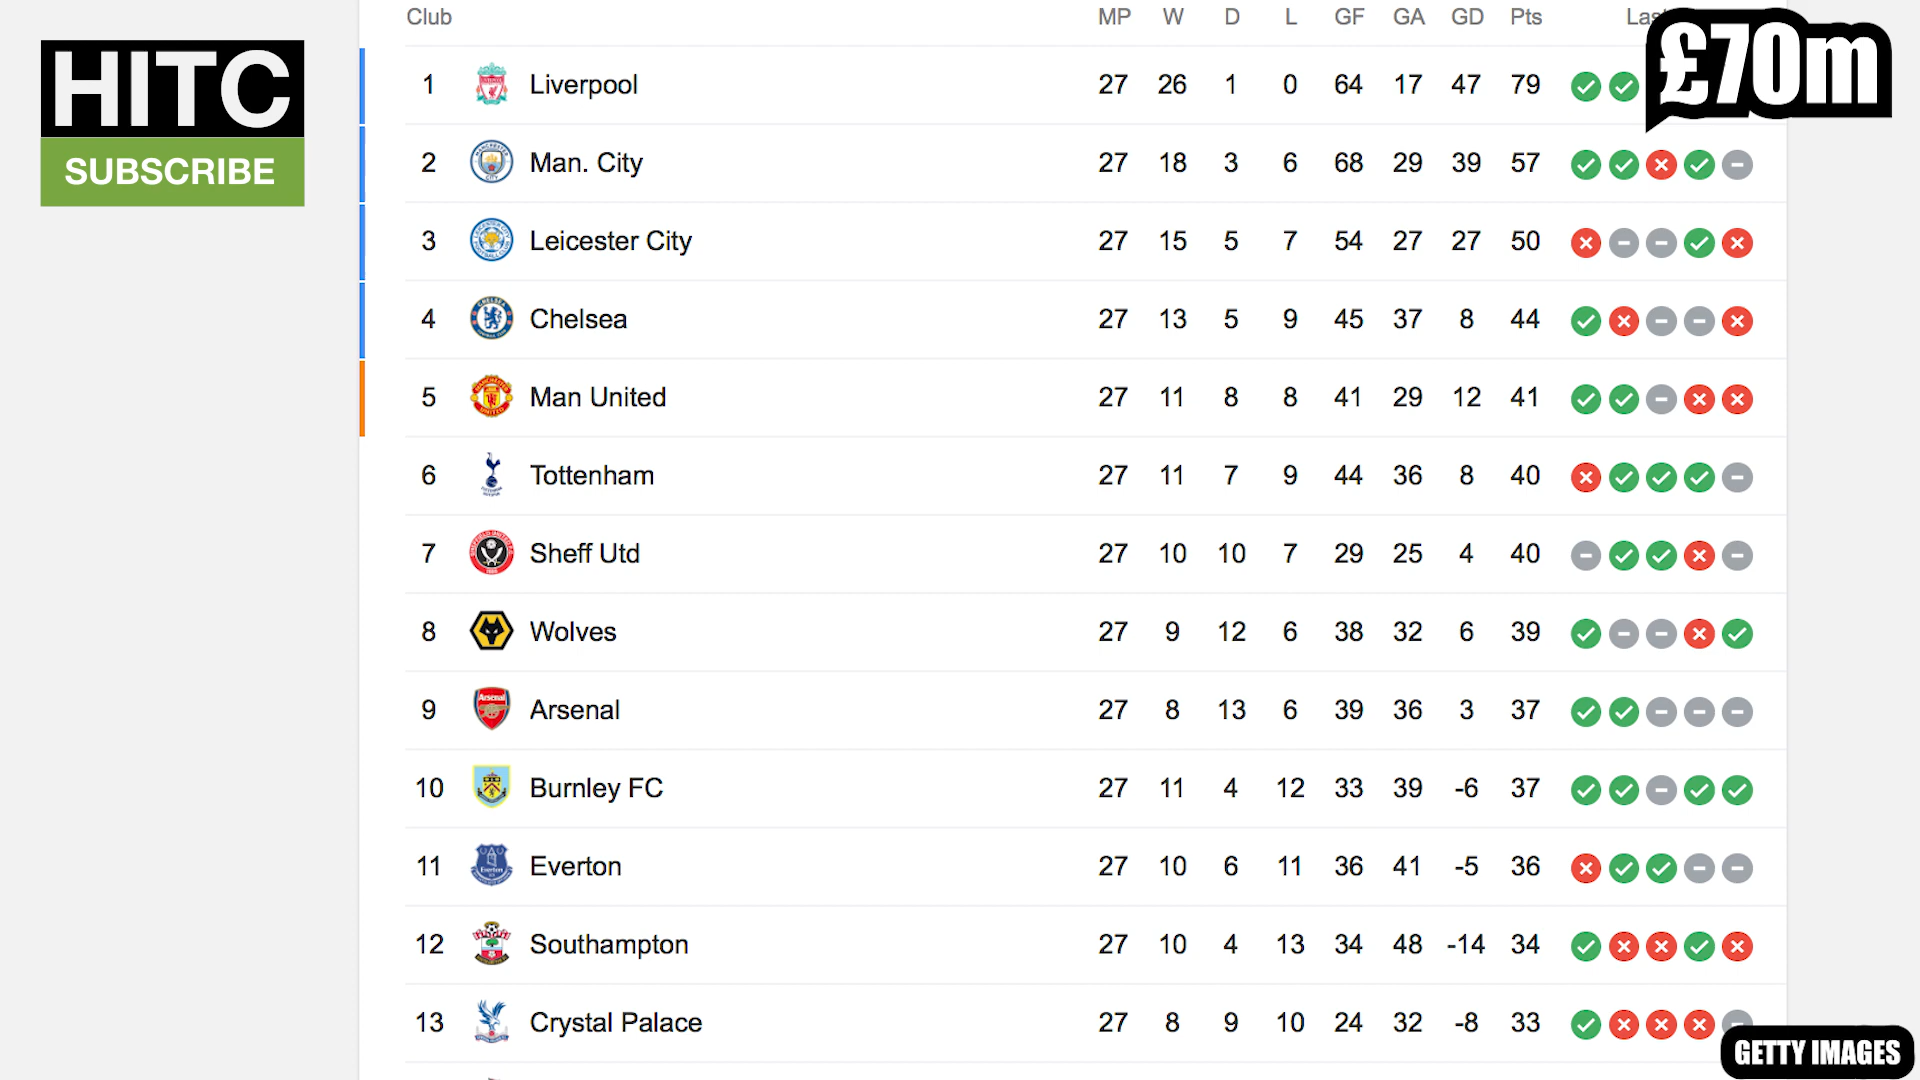 Club MP W D L GF GA GD Pts
£70m
HITC
SUBSCRIBE
1 Liverpool 27 26 1 0 64 17 47 79
2 Man. City 27 18 3 6 68 29 39 57
3 Leicester City 27 15 5 7 54 27 27 50
4 Chelsea 27 13 5 9 45 37 8 44
5 Man United 27 11 8 8 41 29 12 41
6 Tottenham 27 11 7 9 44 36 8 40
7 Sheff Utd 27 10 10 7 29 25 4 40
8 Wolves 27 9 12 6 38 32 6 39
9 Arsenal 27 8 13 6 39 36 3 37
10 Burnley FC 27 11 4 12 33 39 -6 37
11 Everton 27 10 6 11 36 41 -5 36
12 Southampton 27 10 4 13 34 48 -14 34
13 Crystal Palace 27 8 9 10 24 32 -8 33
GETTY IMAGES